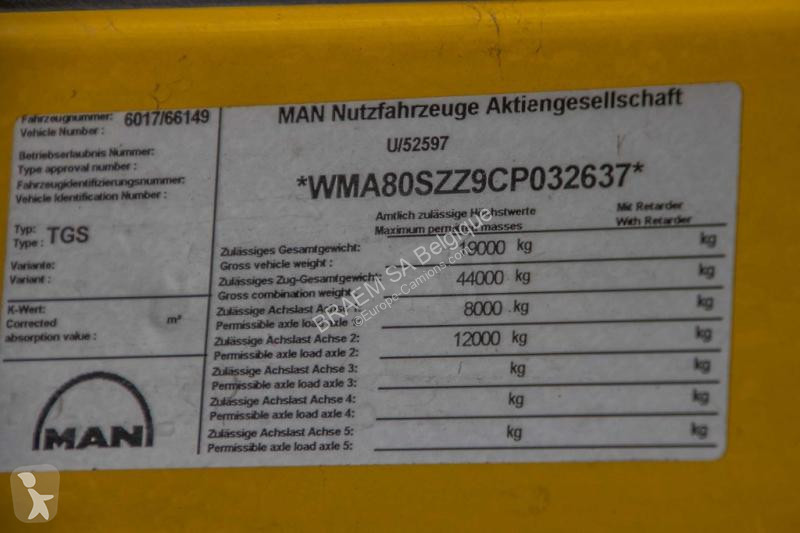 Fahrzeugnummer: 6017/66149
Vehicle Number :
Betriebserlaubnis Nummer:
Type approval number :
Fahrzeugidentifizierungsnummer:
Vehicle Identification Number :
Typ:
Type : TGS
Variante:
Variant :
K-Wert:
Corrected m²
absorption value :
MAN
MAN Nutzfahrzeuge Aktiengesellschaft
U/52597
*WMA80SZZ9CP032637*
Amtlich zulässige Höchstwerte Mit Retarder
Maximum permitted masses With Retarder
Zulässiges Gesamtgewicht: 19000 kg kg
Gross vehicle weight :
Zulässiges Zug-Gesamtgewicht: 44000 kg kg
Gross combination weight :
Zulässige Achslast Achse 1: 8000 kg kg
Permissible axle load axle 1:
Zulässige Achslast Achse 2: 12000 kg kg
Permissible axle load axle 2:
Zulässige Achslast Achse 3: kg kg
Permissible axle load axle 3:
Zulässige Achslast Achse 4: kg kg
Permissible axle load axle 4:
Zulässige Achslast Achse 5: kg kg
Permissible axle load axle 5:
BRAEM SA Belgique
©Europe-Camions.com